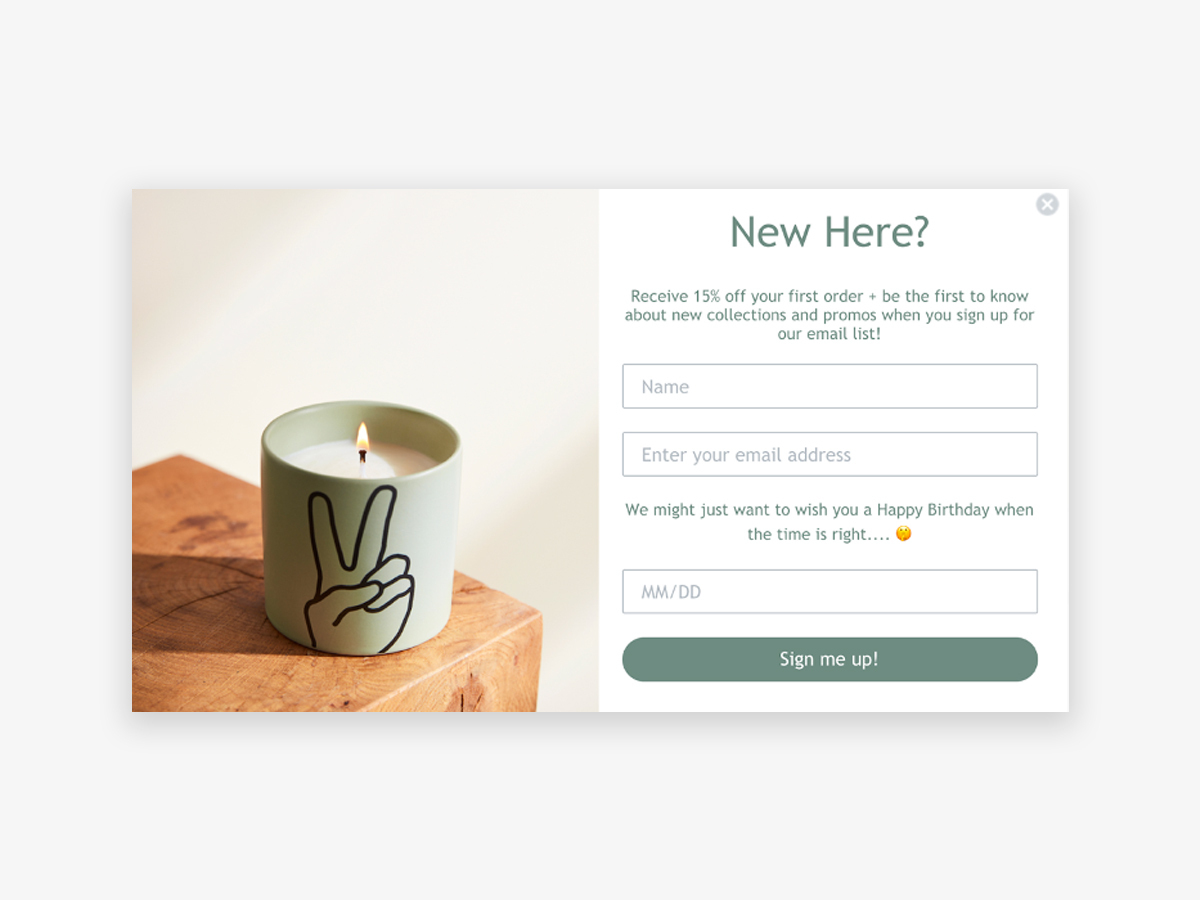 New Here?
Receive 15% off your first order + be the first to know
about new collections and promos when you sign up for
our email list!
Name
Enter your email address
We might just want to wish you a Happy Birthday when
the time is right.... 🤫
MM/DD
Sign me up!